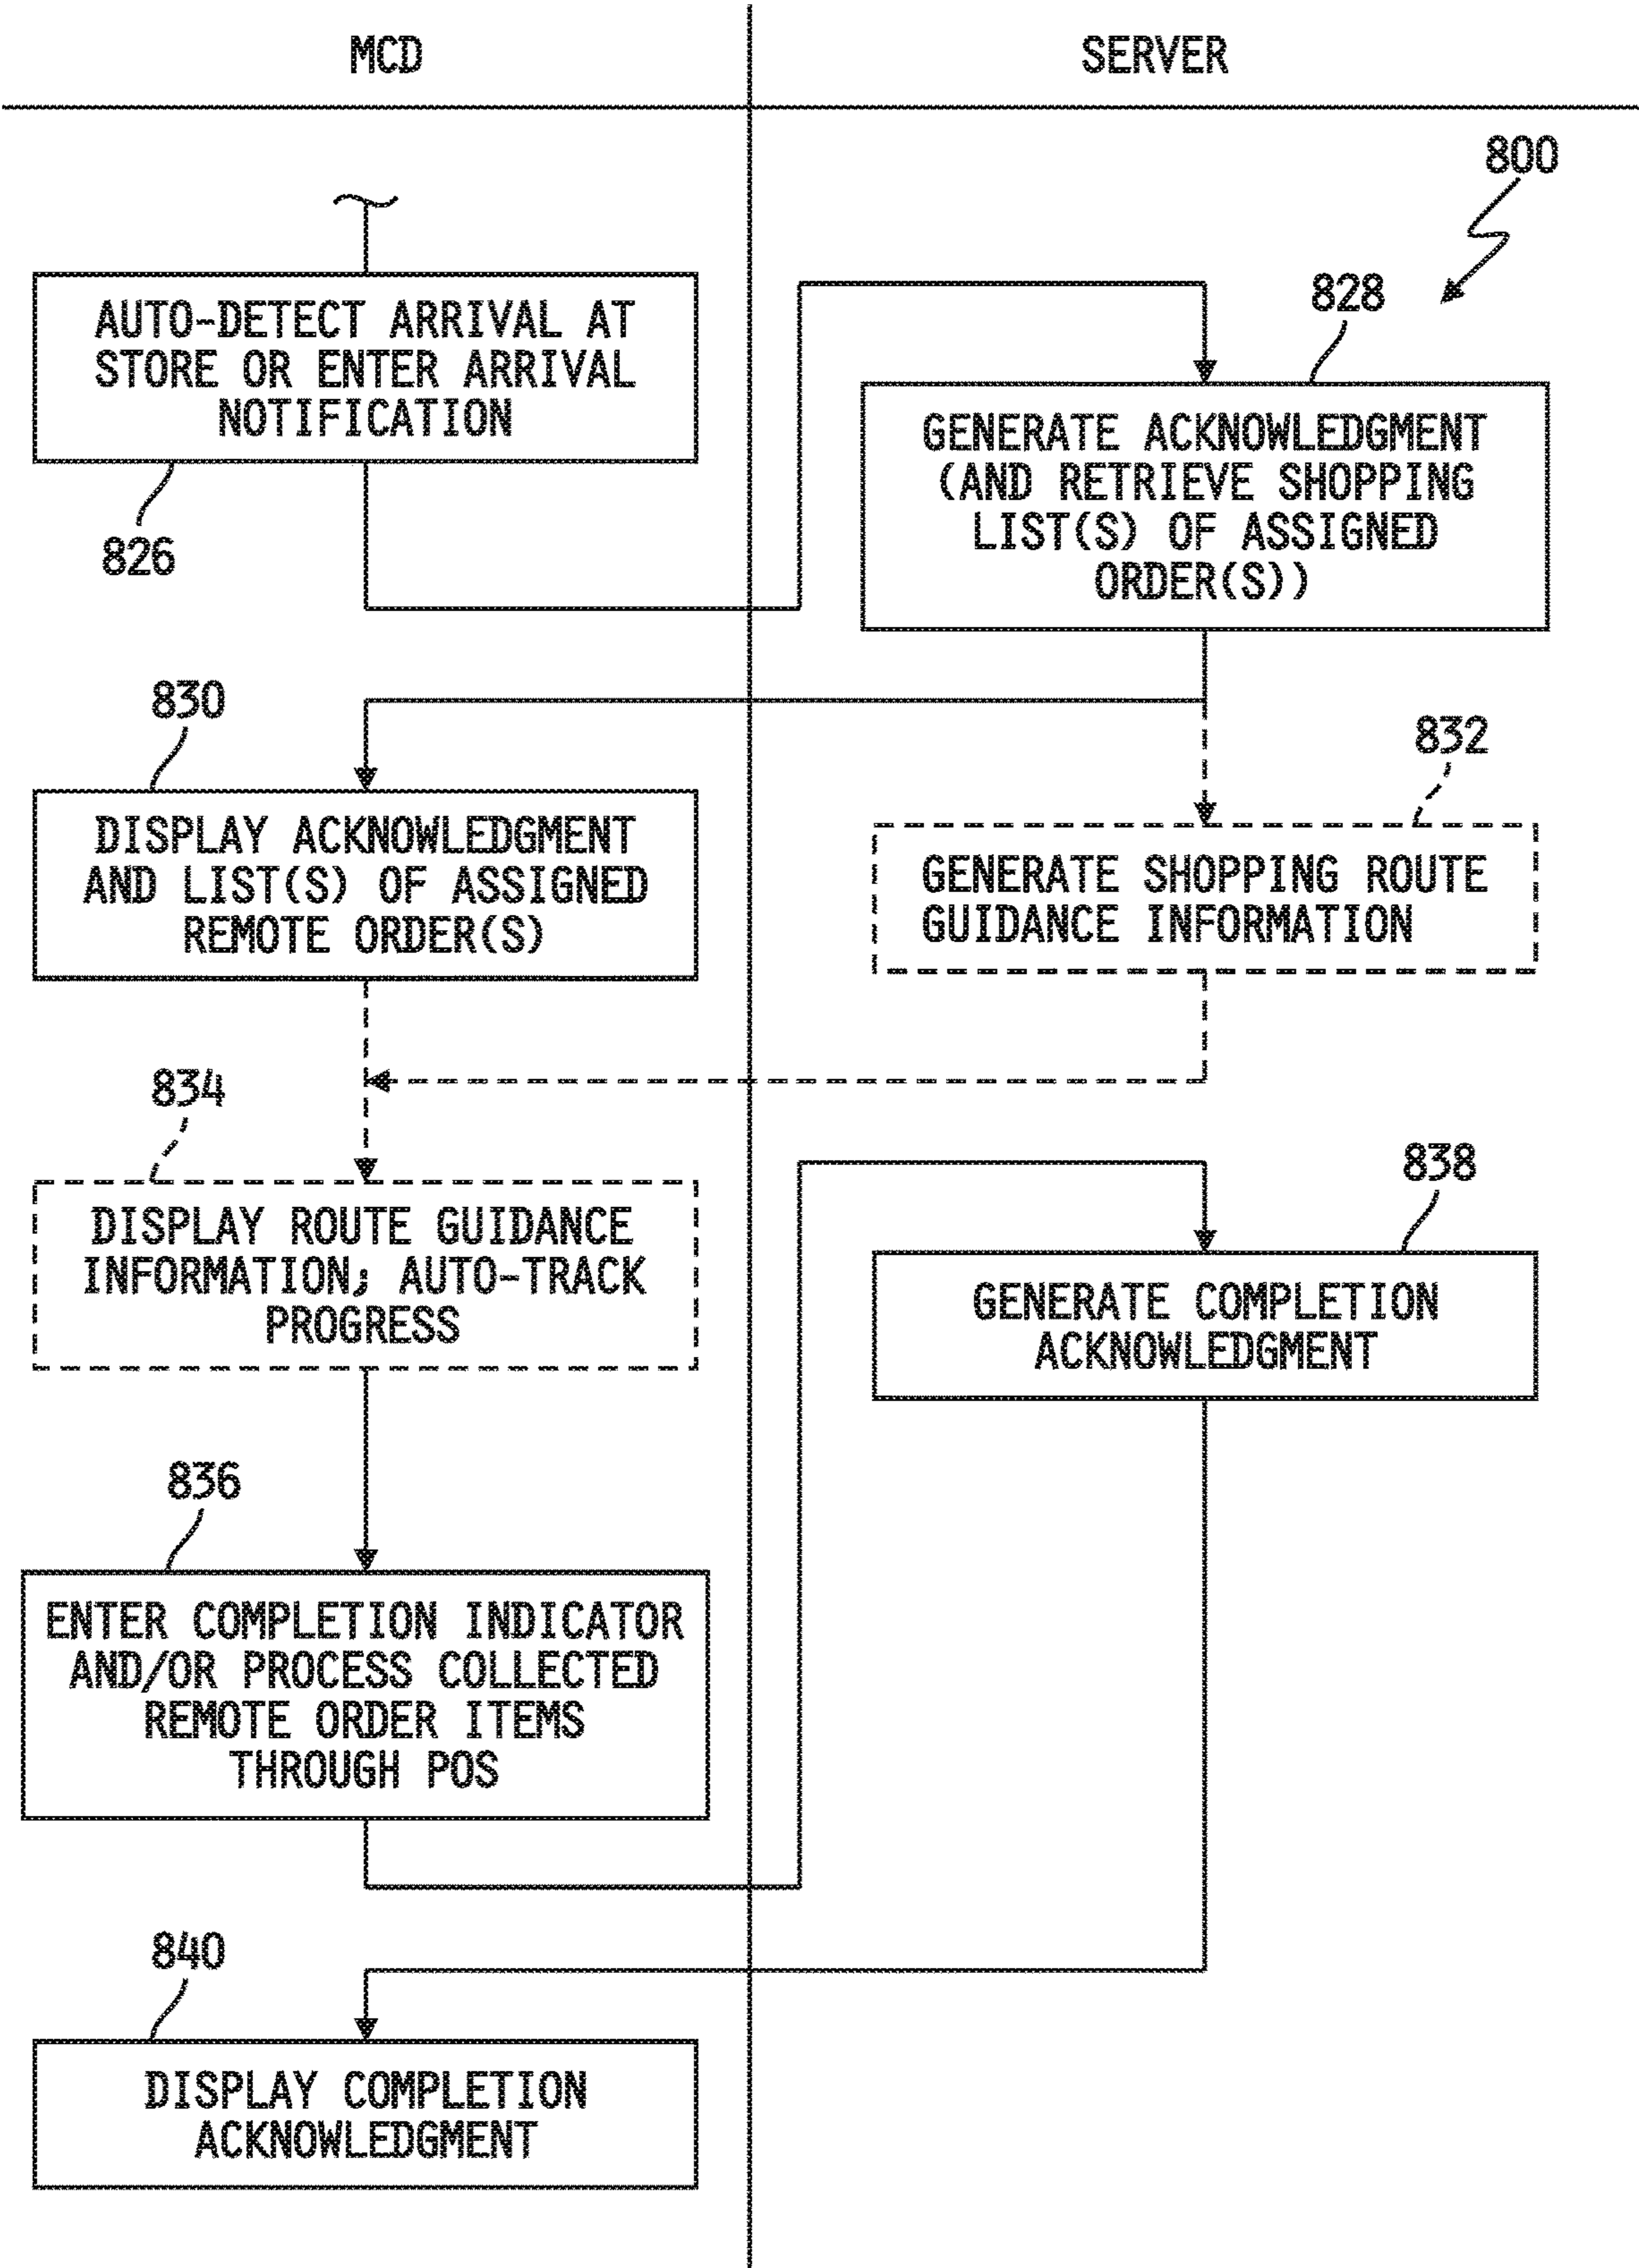 MCD
SERVER
800
AUTO-DETECT ARRIVAL AT
STORE OR ENTER ARRIVAL
NOTIFICATION
826
828
GENERATE ACKNOWLEDGMENT
(AND RETRIEVE SHOPPING
LIST(S) OF ASSIGNED
ORDER(S))
830
DISPLAY ACKNOWLEDGMENT
AND LIST(S) OF ASSIGNED
REMOTE ORDER(S)
832
GENERATE SHOPPING ROUTE
GUIDANCE INFORMATION
834
DISPLAY ROUTE GUIDANCE
INFORMATION; AUTO-TRACK
PROGRESS
838
GENERATE COMPLETION
ACKNOWLEDGMENT
836
ENTER COMPLETION INDICATOR
AND/OR PROCESS COLLECTED
REMOTE ORDER ITEMS
THROUGH POS
840
DISPLAY COMPLETION
ACKNOWLEDGMENT